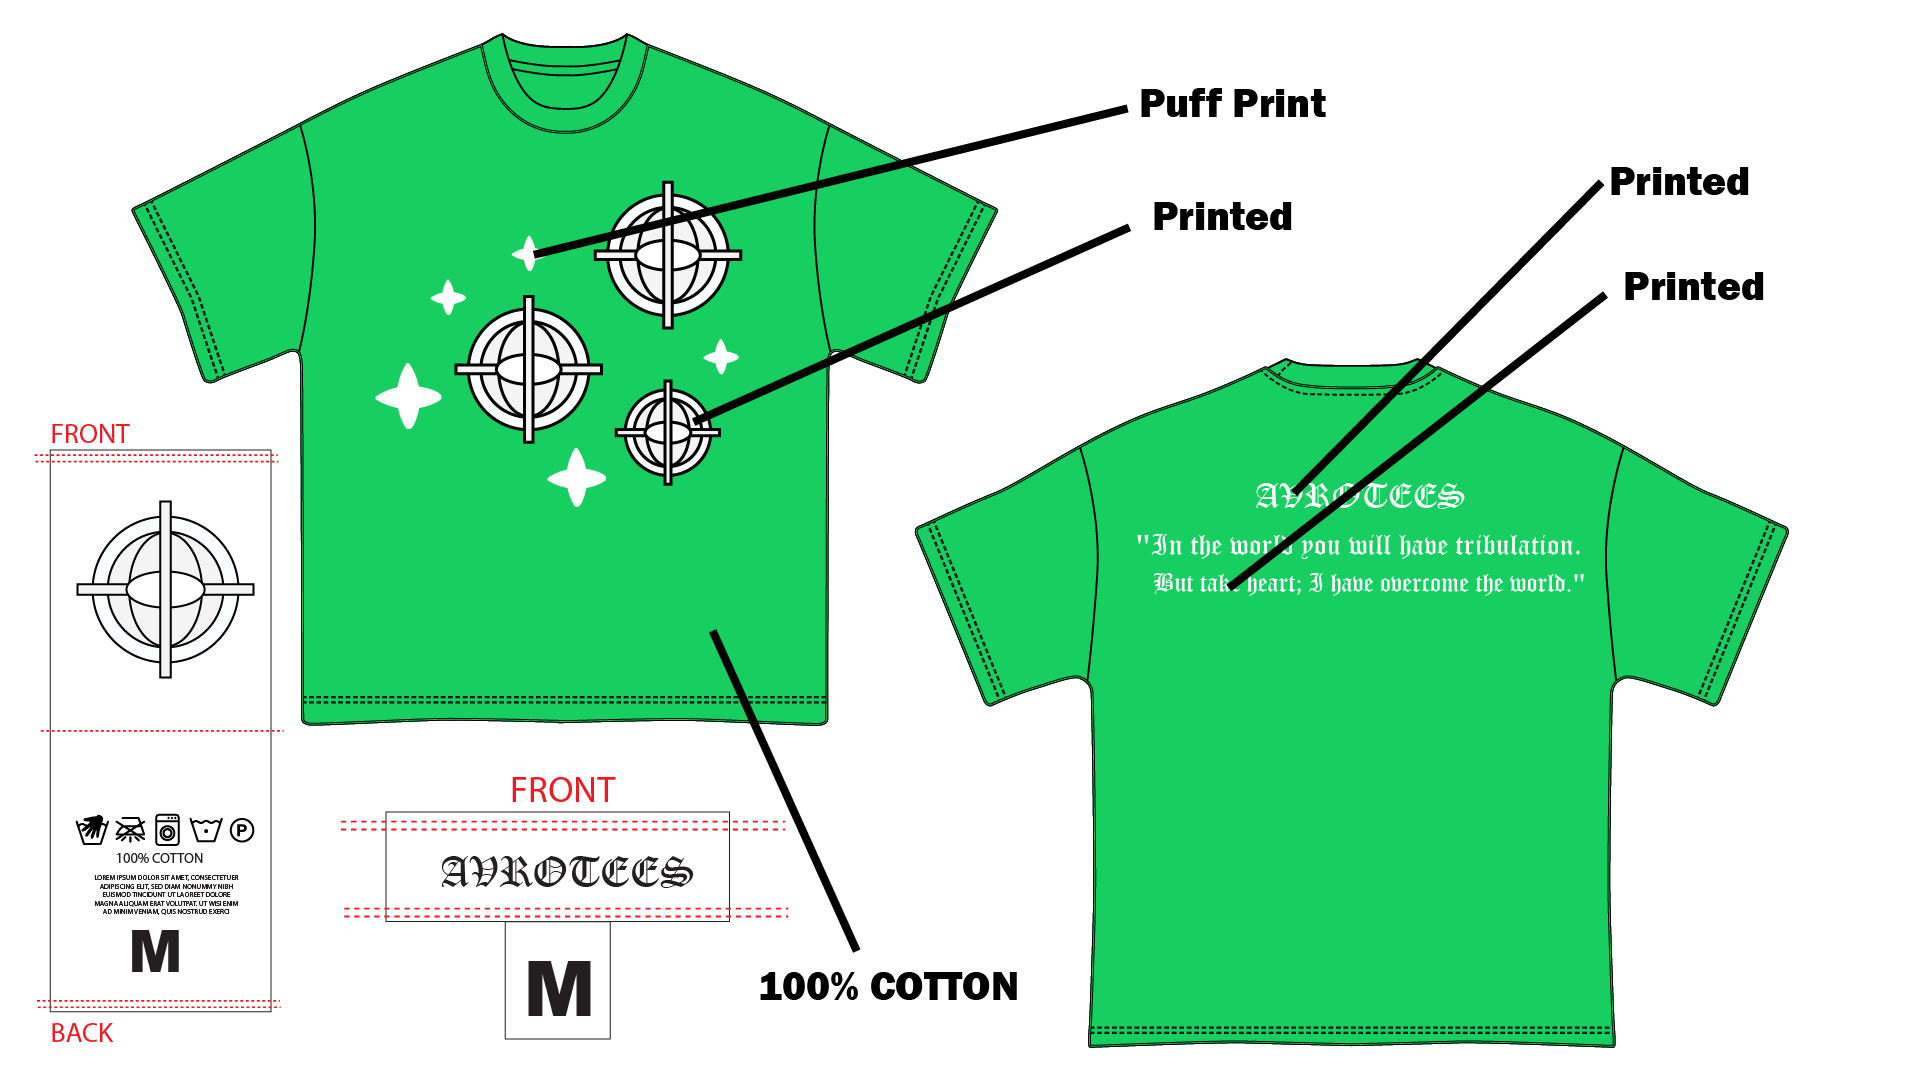 Puff Print
Printed
Printed
Printed
AVROTEES
"In the world you will have tribulation.
But take heart; I have overcome the world."
FRONT
P
100% COTTON
LOREM IPSUM DOLOR SIT AMET, CONSECTETUER
ADIPISCING ELIT, SED DIAM NONUMMY NIBH
EUISMOD TINCIDUNT UT LAOREET DOLORE
MAGNA ALIQUAM ERAT VOLUTPAT. UT WISI ENIM
AD MINIM VENIAM, QUIS NOSTRUD EXERCI
M
BACK
FRONT
AVROTEES
M
100% COTTON